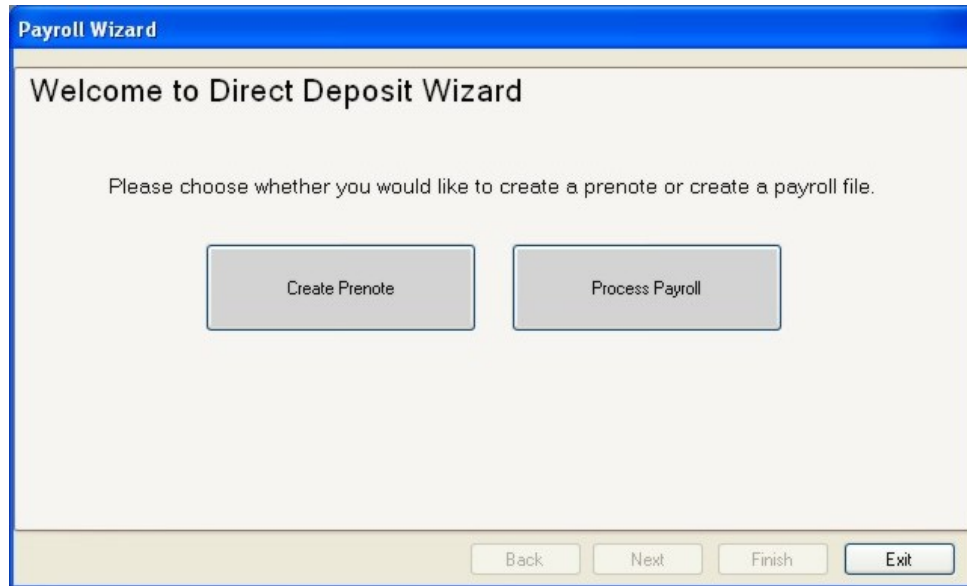 Payroll Wizard
Welcome to Direct Deposit Wizard
Please choose whether you would like to create a prenote or create a payroll file.
Create Prenote
Process Payroll
Back
Next
Finish
Exit